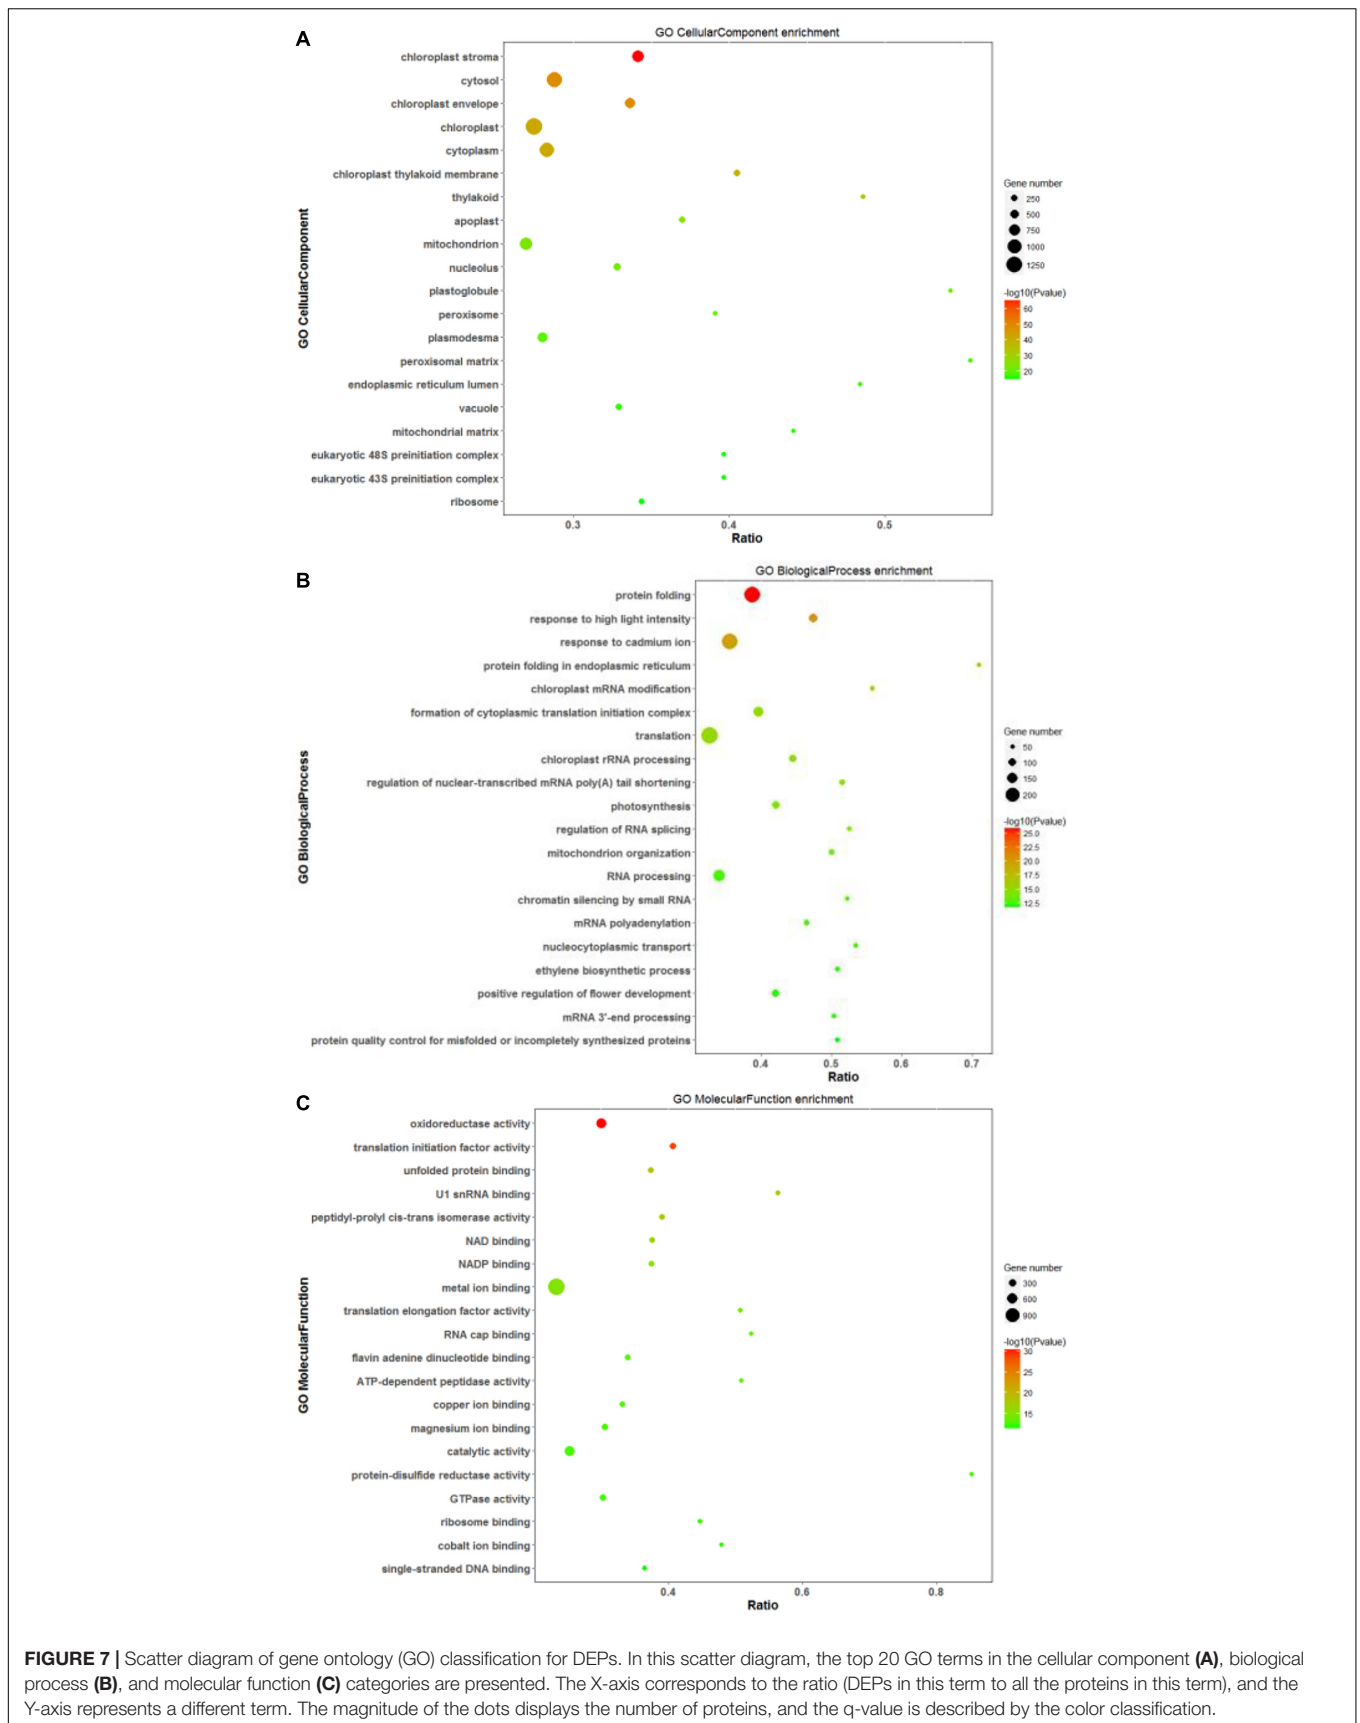 A
GO CellularComponent enrichment
GO CellularComponent
chloroplast stroma
cytosol
chloroplast envelope
chloroplast
cytoplasm
chloroplast thylakoid membrane
thylakoid
apoplast
mitochondrion
nucleolus
plastoglobule
peroxisome
plasmodesma
peroxisomal matrix
endoplasmic reticulum lumen
vacuole
mitochondrial matrix
eukaryotic 48S preinitiation complex
eukaryotic 43S preinitiation complex
ribosome
0.3 0.4 0.5
Ratio
Gene number
250
500
750
1000
1250
-log10(Pvalue)
60
50
40
30
20
B
GO BiologicalProcess enrichment
GO BiologicalProcess
protein folding
response to high light intensity
response to cadmium ion
protein folding in endoplasmic reticulum
chloroplast mRNA modification
formation of cytoplasmic translation initiation complex
translation
chloroplast rRNA processing
regulation of nuclear-transcribed mRNA poly(A) tail shortening
photosynthesis
regulation of RNA splicing
mitochondrion organization
RNA processing
chromatin silencing by small RNA
mRNA polyadenylation
nucleocytoplasmic transport
ethylene biosynthetic process
positive regulation of flower development
mRNA 3'-end processing
protein quality control for misfolded or incompletely synthesized proteins
0.4 0.5 0.6 0.7
Ratio
Gene number
50
100
150
200
-log10(Pvalue)
25.0
22.5
20.0
17.5
15.0
12.5
C
GO MolecularFunction enrichment
GO MolecularFunction
oxidoreductase activity
translation initiation factor activity
unfolded protein binding
U1 snRNA binding
peptidyl-prolyl cis-trans isomerase activity
NAD binding
NADP binding
metal ion binding
translation elongation factor activity
RNA cap binding
flavin adenine dinucleotide binding
ATP-dependent peptidase activity
copper ion binding
magnesium ion binding
catalytic activity
protein-disulfide reductase activity
GTPase activity
ribosome binding
cobalt ion binding
single-stranded DNA binding
0.4 0.6 0.8
Ratio
Gene number
300
600
900
-log10(Pvalue)
30
25
20
15
FIGURE 7 | Scatter diagram of gene ontology (GO) classification for DEPs. In this scatter diagram, the top 20 GO terms in the cellular component (A), biological
process (B), and molecular function (C) categories are presented. The X-axis corresponds to the ratio (DEPs in this term to all the proteins in this term), and the
Y-axis represents a different term. The magnitude of the dots displays the number of proteins, and the q-value is described by the color classification.